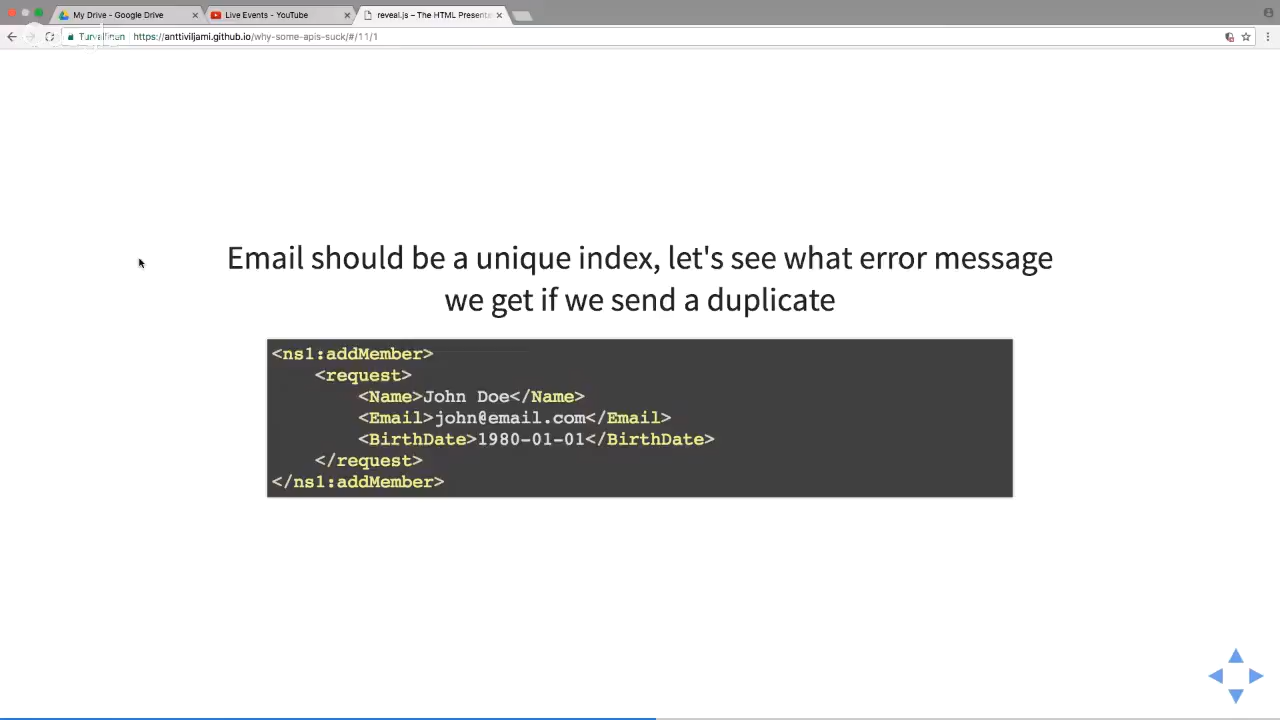 My Drive - Google Drive
Live Events - YouTube
reveal.js – The HTML Presenta
https://anttiviljami.github.io/why-some-apis-suck/#/11/1
Email should be a unique index, let's see what error message
we get if we send a duplicate
<ns1:addMember>
<request>
<Name>John Doe</Name>
<Email>john@email.com</Email>
<BirthDate>1980-01-01</BirthDate>
</request>
</ns1:addMember>